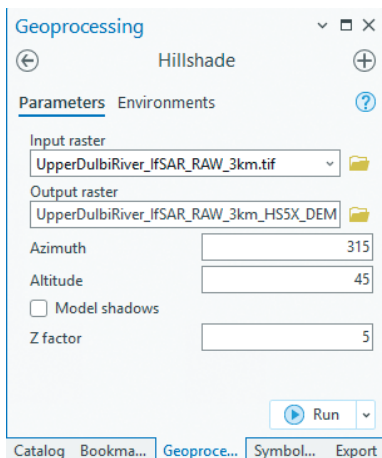 Geoprocessing
Hillshade
Parameters Environments
Input raster
UpperDulbiRiver_IfSAR_RAW_3km.tif
Output raster
UpperDulbiRiver_IfSAR_RAW_3km_HS5X_DEM
Azimuth 315
Altitude 45
Model shadows
Z factor 5
Run
Catalog Bookma... Geoproce... Symbol... Export